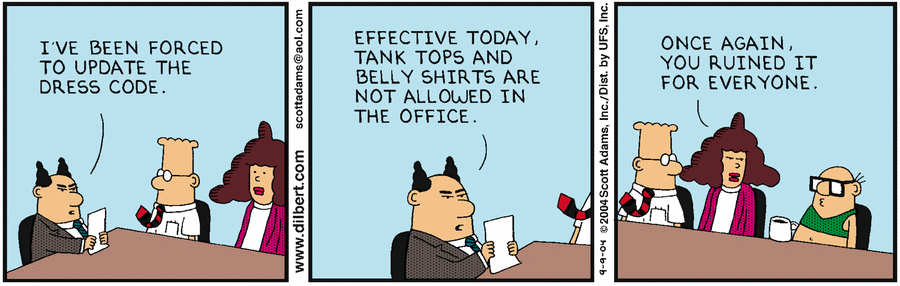 I'VE BEEN FORCED
TO UPDATE THE
DRESS CODE.
www.dilbert.com
scottadams@aol.com
EFFECTIVE TODAY,
TANK TOPS AND
BELLY SHIRTS ARE
NOT ALLOWED IN
THE OFFICE.
9-9-04 © 2004 Scott Adams, Inc./Dist. by UFS, Inc.
ONCE AGAIN,
YOU RUINED IT
FOR EVERYONE.